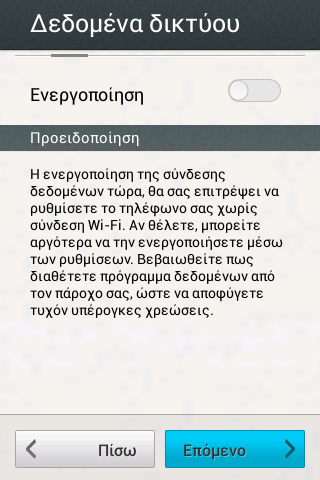 Δεδομένα δικτύου
Ενεργοποίηση
Προειδοποίηση
Η ενεργοποίηση της σύνδεσης
δεδομένων τώρα, θα σας επιτρέψει να
ρυθμίσετε το τηλέφωνο σας χωρίς
σύνδεση Wi-Fi. Αν θέλετε, μπορείτε
αργότερα να την ενεργοποιήσετε μέσω
των ρυθμίσεων. Βεβαιωθείτε πως
διαθέτετε πρόγραμμα δεδομένων από
τον πάροχο σας, ώστε να αποφύγετε
τυχόν υπέρογκες χρεώσεις.
Πίσω
Επόμενο